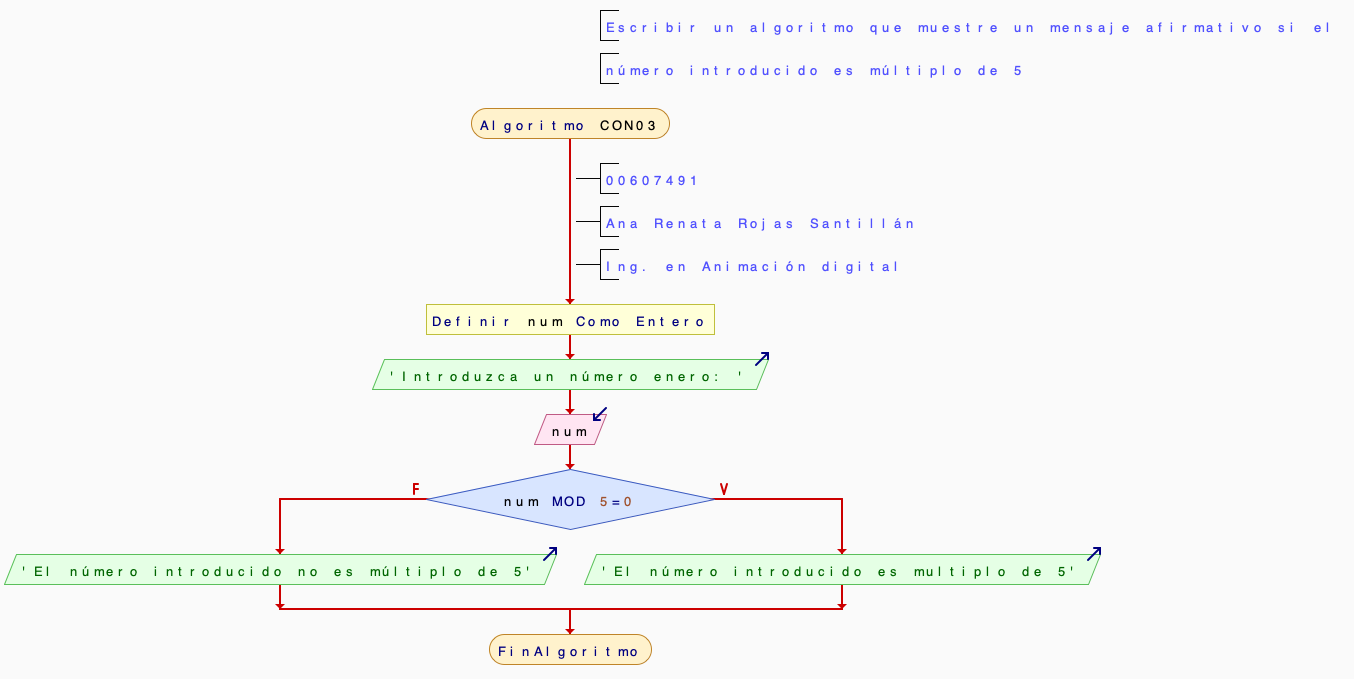 Escribir un algoritmo que muestre un mensaje afirmativo si el
número introducido es múltiplo de 5
Algoritmo CON03
00607491
Ana Renata Rojas Santillán
Ing. en Animación digital
Definir num Como Entero
'Introduzca un número enero: '
num
F
V
num MOD 5=0
'El número introducido no es múltiplo de 5'
'El número introducido es multiplo de 5'
FinAlgoritmo